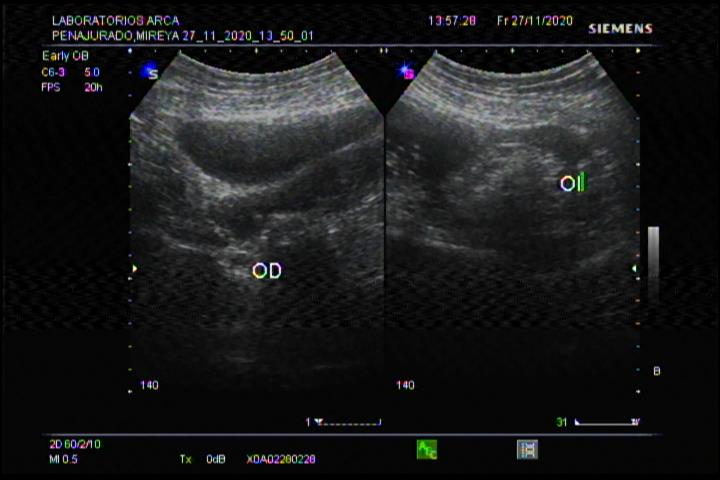 LABORATORIOS ARCA 13:57:28 Fr 27/11/2020 SIEMENS
PENAJURADO,MIREYA 27_11_2020_13_50_01
Early OB
C6-3 5.0
FPS 20h
S
S
OI
OD
B
140 140
1 31
2D 60/2/10
MI 0.5 Tx 0dB XDA02280228